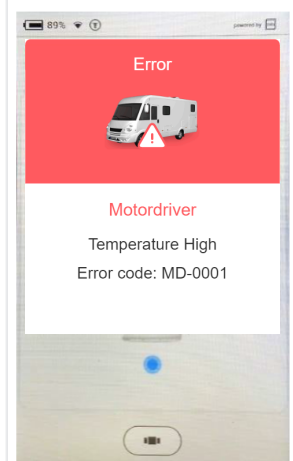 89%
powered by
Error
Motordriver
Temperature High
Error code: MD-0001